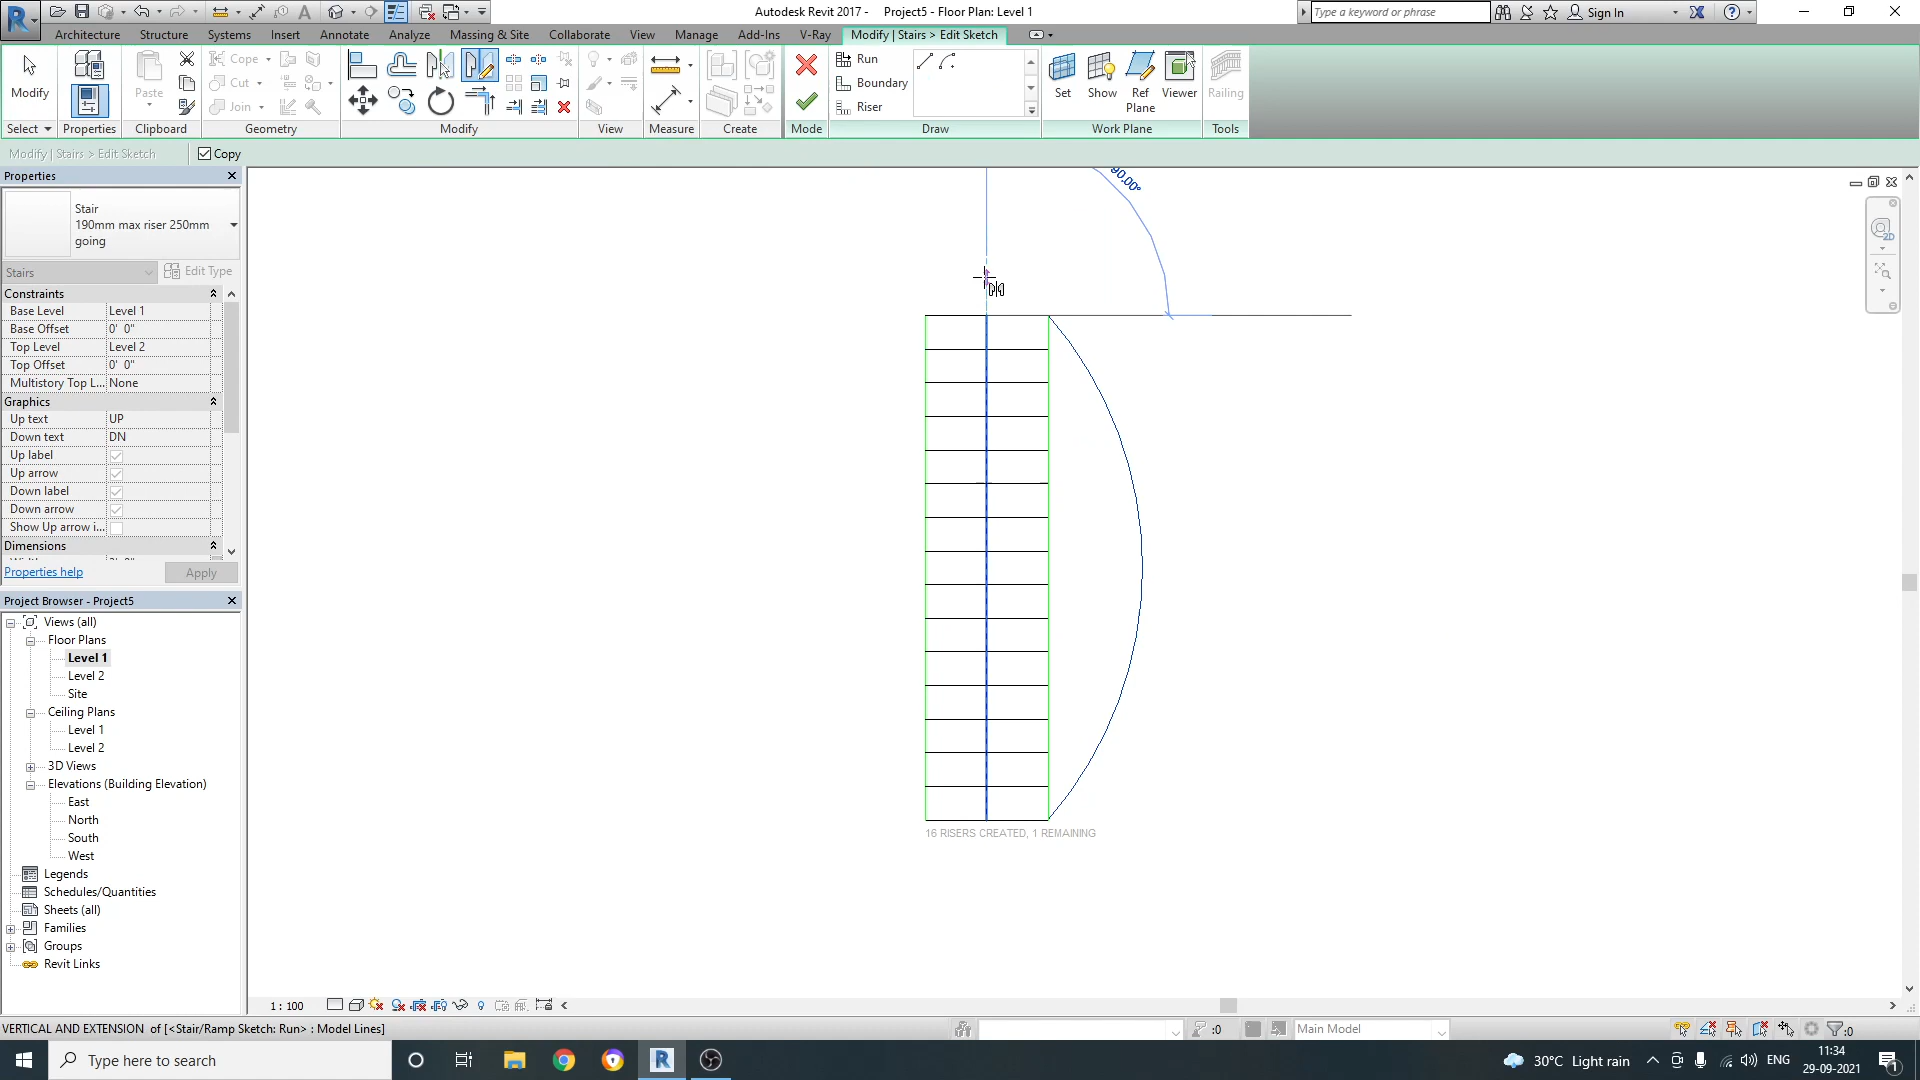 Autodesk Revit 2017 - Project5 - Floor Plan: Level 1
Type a keyword or phrase
Sign In
Architecture Structure Systems Insert Annotate Analyze Massing & Site Collaborate View Manage Add-Ins V-Ray Modify | Stairs > Edit Sketch
Modify
Paste
Cope
Cut
Join
Run
Boundary
Riser
Set
Show
Ref
Plane
Viewer
Railing
Select Properties Clipboard Geometry Modify View Measure Create Mode Draw Work Plane Tools
Modify | Stairs > Edit Sketch
Copy
Properties
Stair
190mm max riser 250mm
going
Stairs
Edit Type
Constraints
Base Level Level 1
Base Offset 0' 0"
Top Level Level 2
Top Offset 0' 0"
Multistory Top L... None
Graphics
Up text UP
Down text DN
Up label
Up arrow
Down label
Down arrow
Show Up arrow i...
Dimensions
Properties help
Apply
Project Browser - Project5
Views (all)
Floor Plans
Level 1
Level 2
Site
Ceiling Plans
Level 1
Level 2
3D Views
Elevations (Building Elevation)
East
North
South
West
Legends
Schedules/Quantities
Sheets (all)
Families
Groups
Revit Links
90.00°
2D
16 RISERS CREATED, 1 REMAINING
1 : 100
VERTICAL AND EXTENSION of [<Stair/Ramp Sketch: Run> : Model Lines]
:0
Main Model
:0
Type here to search
30°C Light rain
ENG
11:34
29-09-2021
1